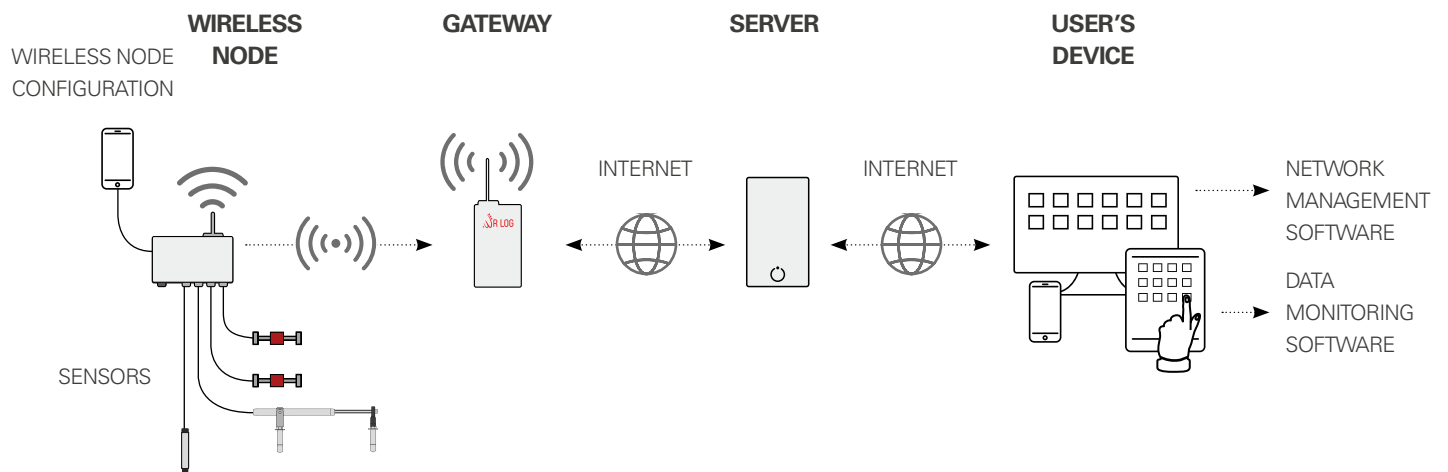 WIRELESS
NODE
GATEWAY
SERVER
USER'S
DEVICE
WIRELESS NODE
CONFIGURATION
INTERNET
INTERNET
NETWORK
MANAGEMENT
SOFTWARE
R LOG
DATA
MONITORING
SOFTWARE
SENSORS